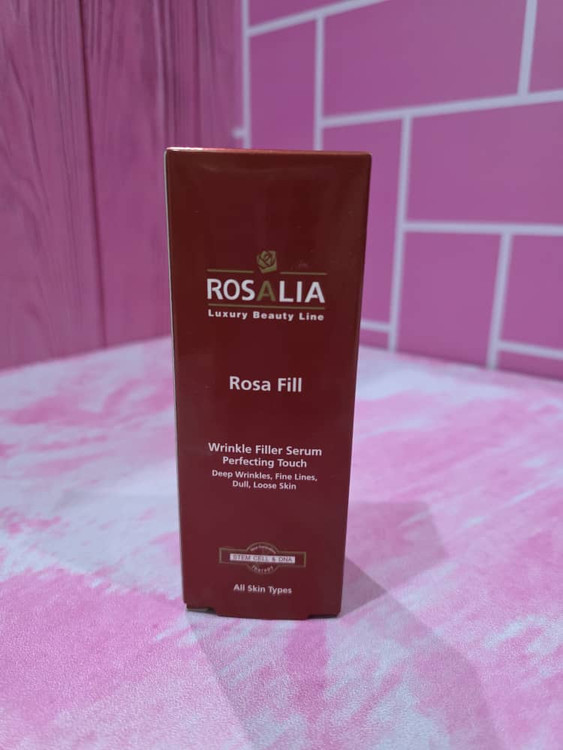 ROSALIA
Luxury Beauty Line
Rosa Fill
Wrinkle Filler Serum
Perfecting Touch
Deep Wrinkles, Fine Lines,
Dull, Loose Skin
STEM CELL & DNA
All Skin Types